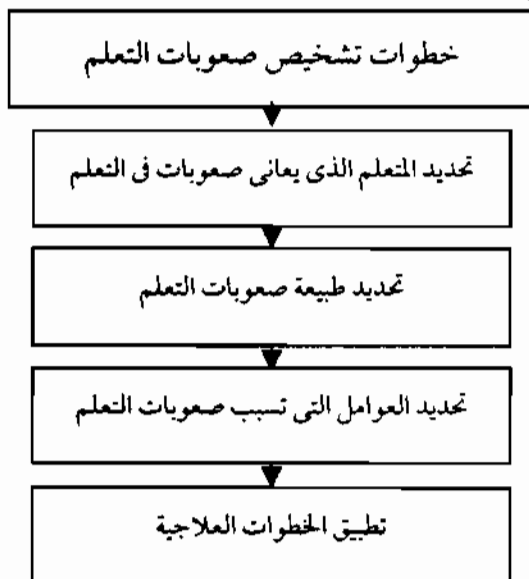 خطوات تشخيص صعوبات التعلم
تحديد المتعلم الذى يعانى صعوبات فى التعلم
تحديد طبيعة صعوبات التعلم
تحديد العوامل التى تسبب صعوبات التعلم
تطبيق الخطوات العلاجية